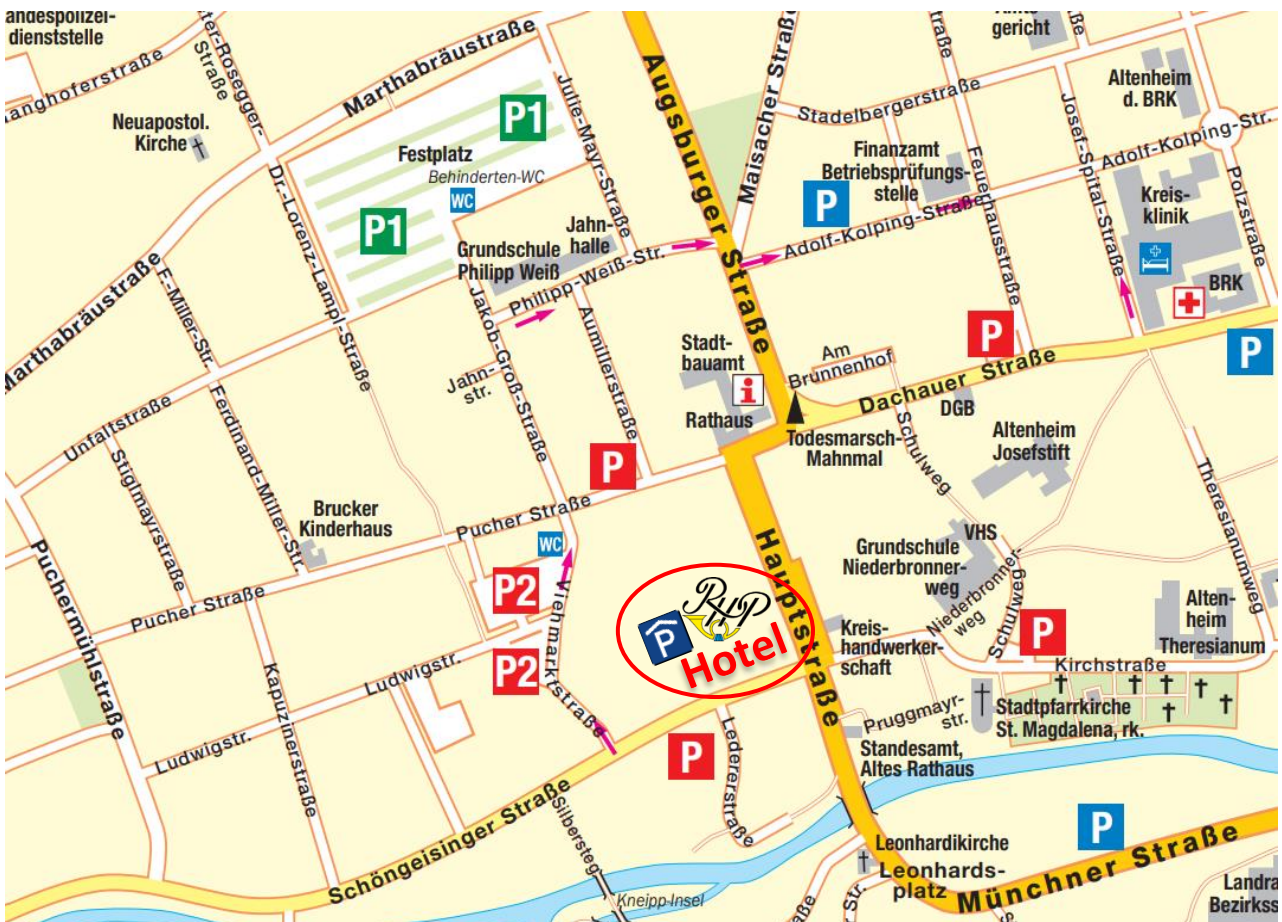 andespolizei-
dienststelle
anghoferstraße
ter-Rosegger-
Straße
Neuapostol.
Kirche
Marthabräustraße
P1
Festplatz
Behinderten-WC
WC
P1
Julie-Mayr-Straße
Jahn-
halle
Grundschule
Philipp Weiß
Philipp-Weiß-Str.
Dr.-Lorenz-Lampl-Straße
Marthabräustraße
F.-Miller-Str.
Ferdinand-Miller-Str.
Unfaltstraße
Stiglmayrstraße
Jakob-Groß-Straße
Jahn-
str.
Aumillerstraße
Augsburger Straße
Maisacher Straße
Stadelbergerstraße
gericht
Altenheim
d. BRK
Finanzamt
Betriebsprüfungs-
stelle
P
Feuerhausstraße
Josef-Spital-Straße
Adolf-Kolping-Str.
Adolf-Kolping-Straße
Kreis-
klinik
Polzstraße
BRK
P
P
Stadt-
bauamt
i
Rathaus
Am
Brunnenhof
Dachauer Straße
Todesmarsch-
Mahnmal
DGB
Altenheim
Josefstift
Schulweg
Theresianumweg
P
Pucher Straße
Brucker
Kinderhaus
WC
P2
P2
Viehmarktstraße
Pucher Straße
Puchermühlstraße
Ludwigstr.
Ludwigstr.
Kapuzinerstraße
RHP
P
Hotel
Hauptstraße
Kreis-
handwerker-
schaft
Grundschule
Niederbronner-
weg
VHS
Niederbronner-
weg
Schulweg
P
Alten-
heim
Theresianum
Kirchstraße
Stadtpfarrkirche
St. Magdalena, rk.
Pruggmayr-
str.
Standesamt,
Altes Rathaus
P
Ledererstraße
Schöngeisinger Straße
Silbersteg
Kneipp-Insel
Leonhardikirche
Leonhards-
platz
P
Münchner Straße
Str.
Landra
Bezirkss